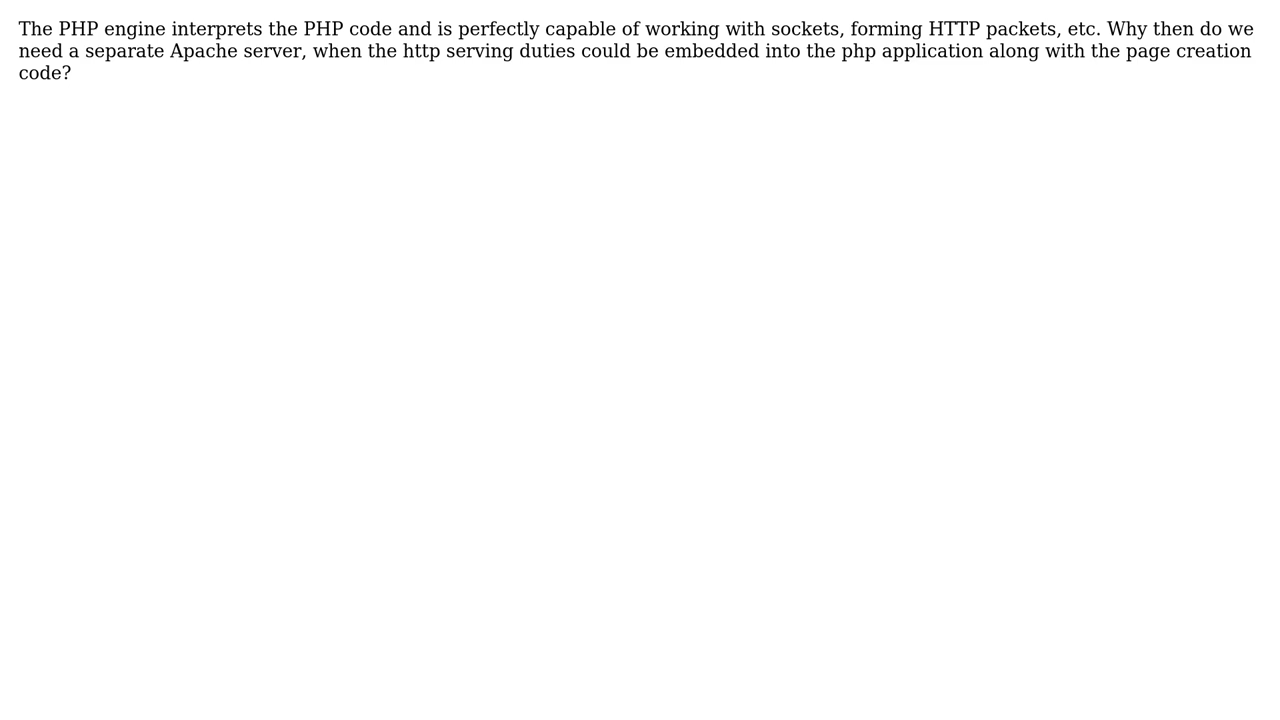 The PHP engine interprets the PHP code and is perfectly capable of working with sockets, forming HTTP packets, etc. Why then do we
need a separate Apache server, when the http serving duties could be embedded into the php application along with the page creation
code?